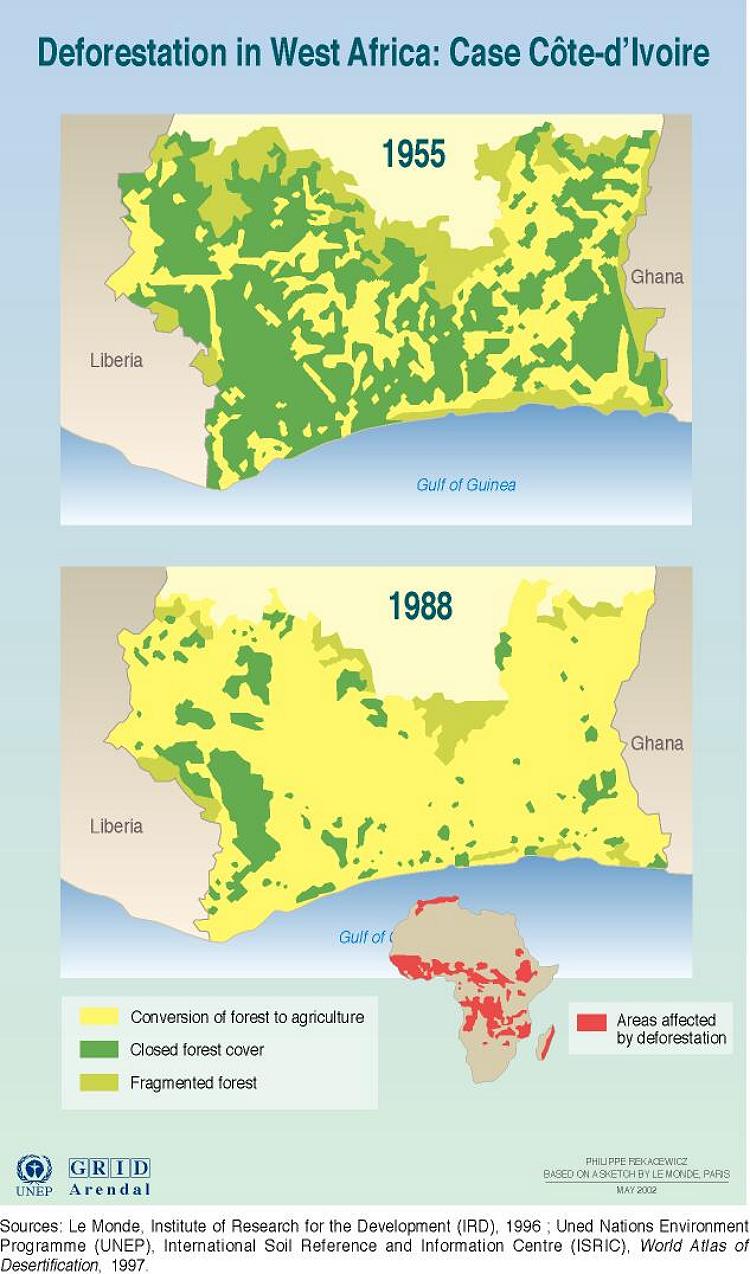 Deforestation in West Africa: Case Côte-d'Ivoire
1955
Ghana
Liberia
Gulf of Guinea
1988
Ghana
Liberia
Gulf of
Conversion of forest to agriculture
Closed forest cover
Fragmented forest
Areas affected
by deforestation
UNEP
GRID
Arendal
PHILIPPE REKACEWICZ
BASED ON A SKETCH BY LE MONDE, PARIS
MAY 2002
Sources: Le Monde, Institute of Research for the Development (IRD), 1996 ; Uned Nations Environment
Programme (UNEP), International Soil Reference and Information Centre (ISRIC), World Atlas of
Desertification, 1997.